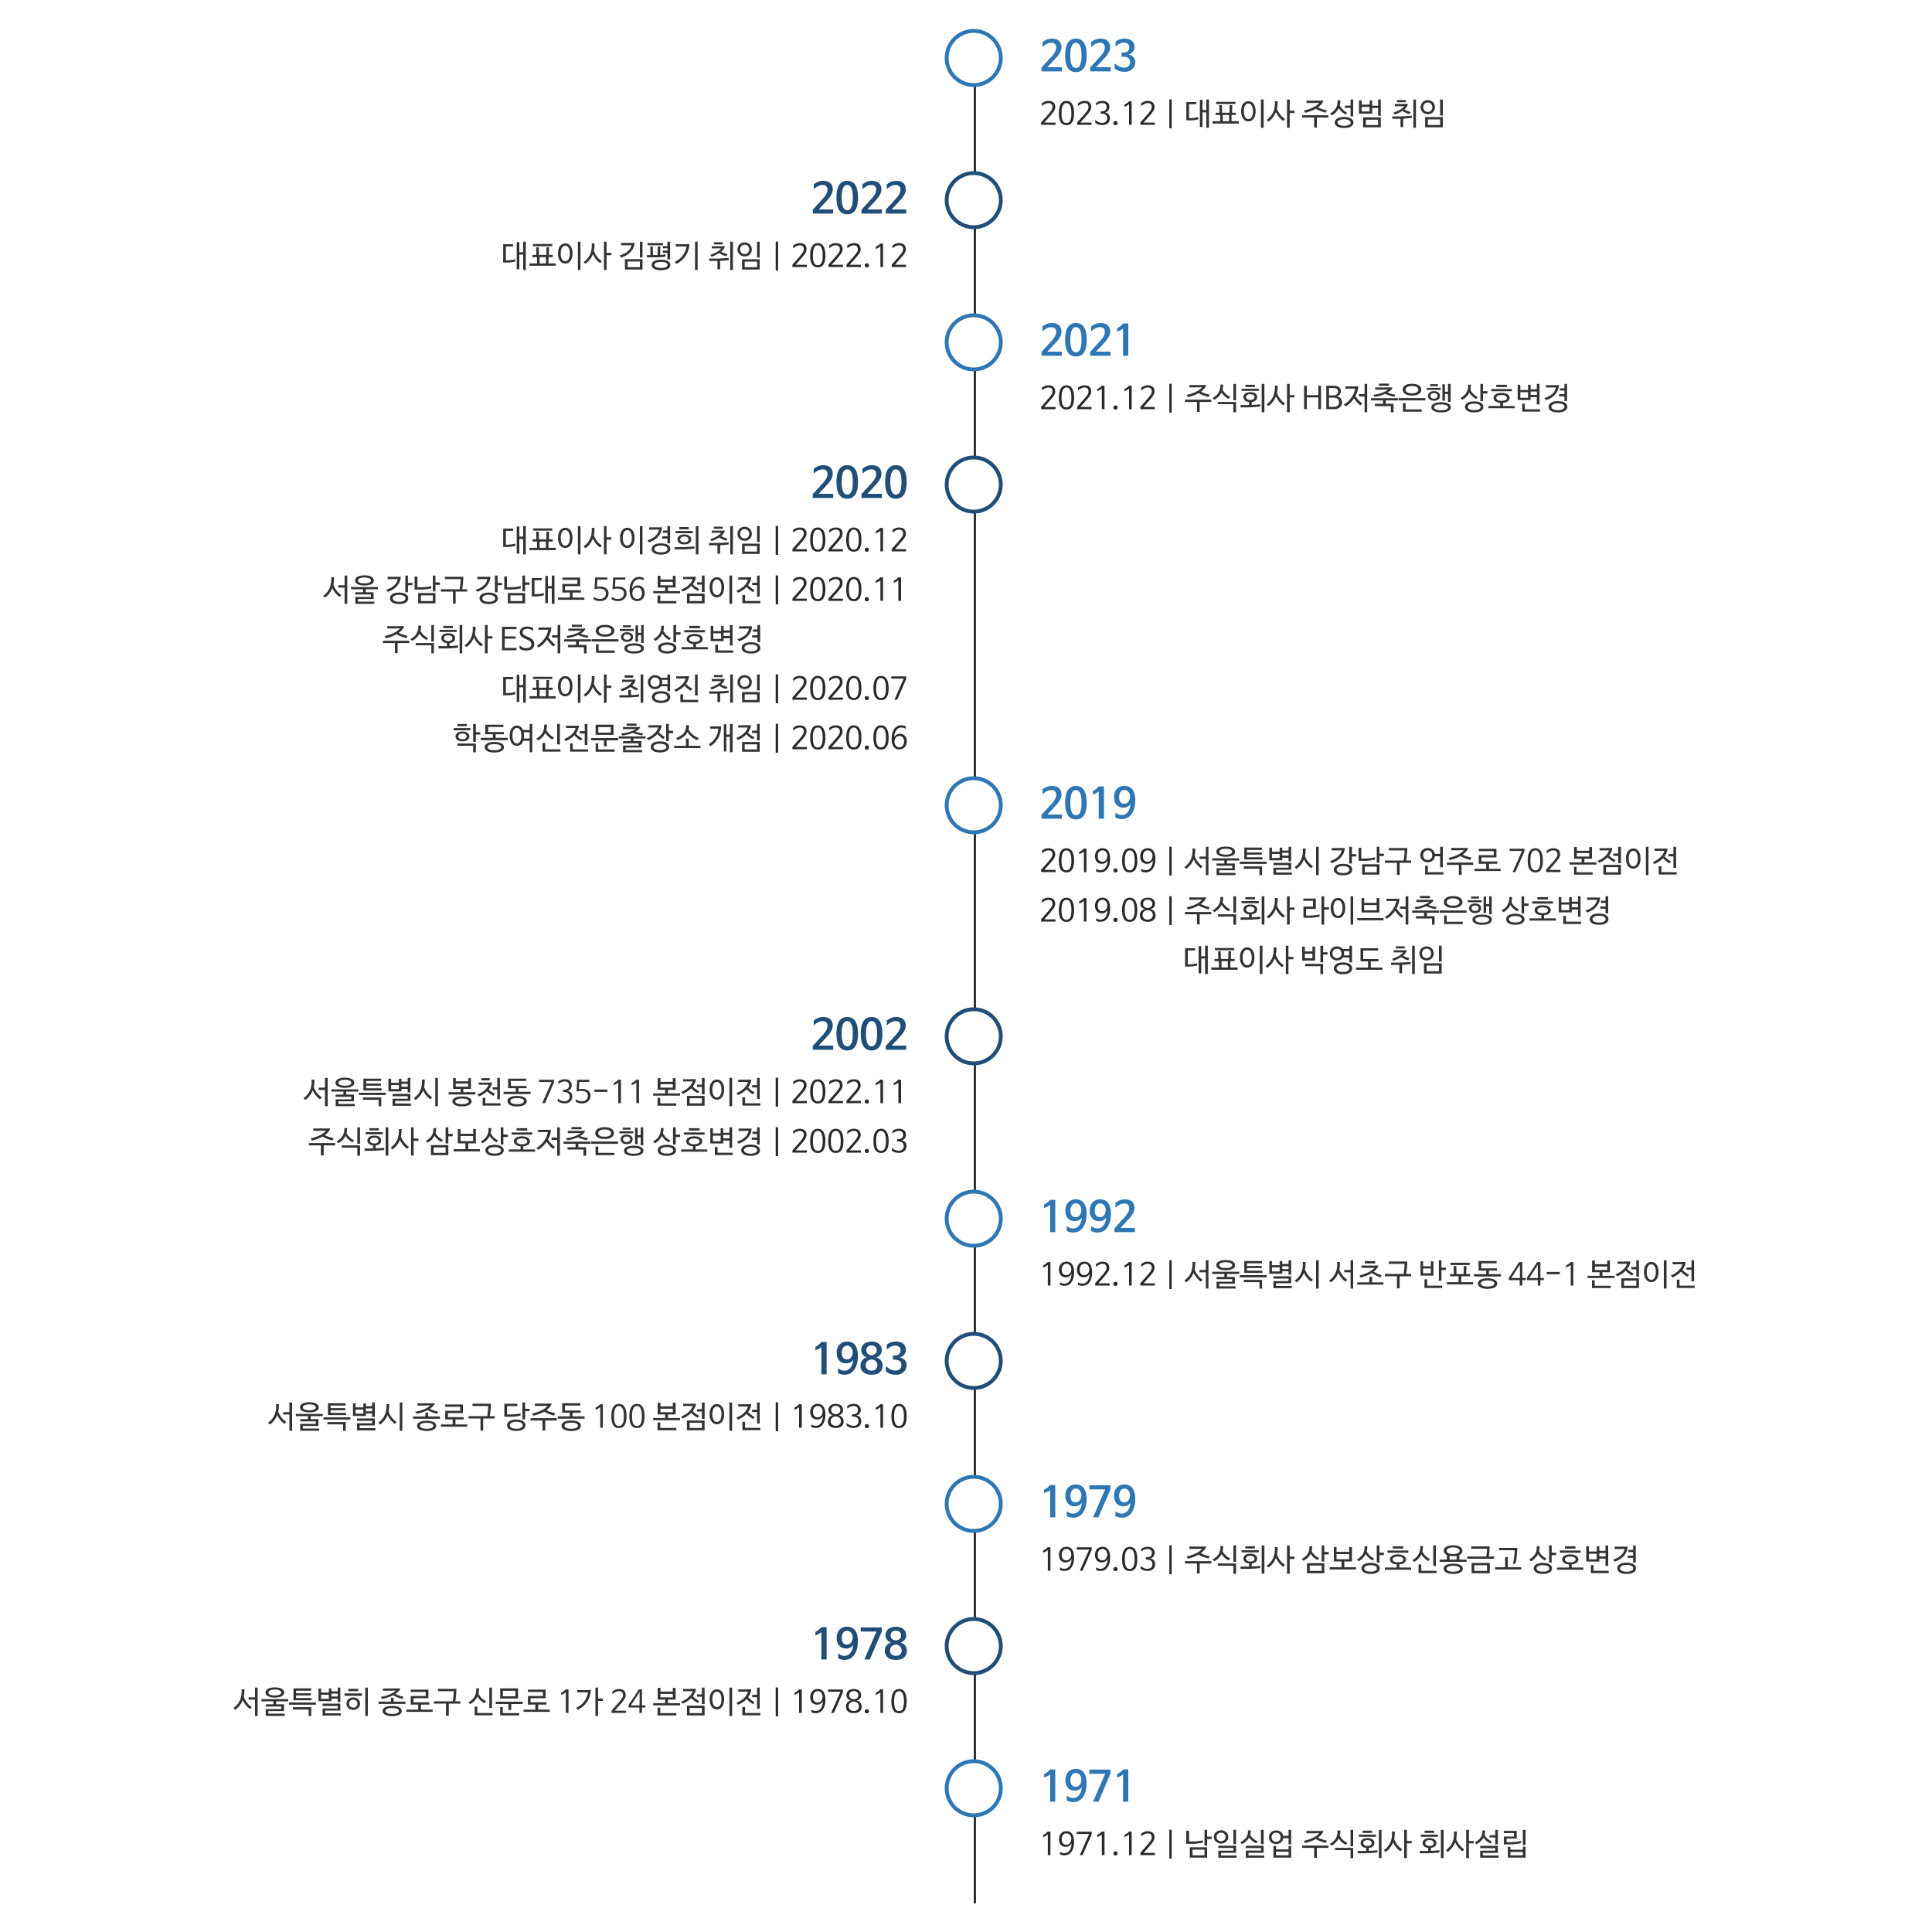 2023
2023.12 | 대표이사 주성범 취임
2022
대표이사 김평기 취임 | 2022.12
2021
2021.12 | 주식회사 HB저축은행 상호변경
2020
대표이사 이경희 취임 | 2020.12
서울 강남구 강남대로 556 본점이전 | 2020.11
주식회사 ES저축은행 상호변경
대표이사 최영진 취임 | 2020.07
학동여신전문출장소 개점 | 2020.06
2019
2019.09 | 서울특별시 강남구 언주로 702 본점이전
2019.08 | 주식회사 라이브저축은행 상호변경
대표이사 박영도 취임
2002
서울특별시 봉천동 735-11 본점이전 | 2022.11
주식회사 삼보상호저축은행 상호변경 | 2002.03
1992
1992.12 | 서울특별시 서초구 반포동 44-1 본점이전
1983
서울특별시 종로구 당주동 100 본점이전 | 1983.10
1979
1979.03 | 주식회사 삼보상호신용금고 상호변경
1978
서울특별히 종로구 신문로 1가 24 본점이전 | 1978.10
1971
1971.12 | 남일실업 주식회사 회사설립